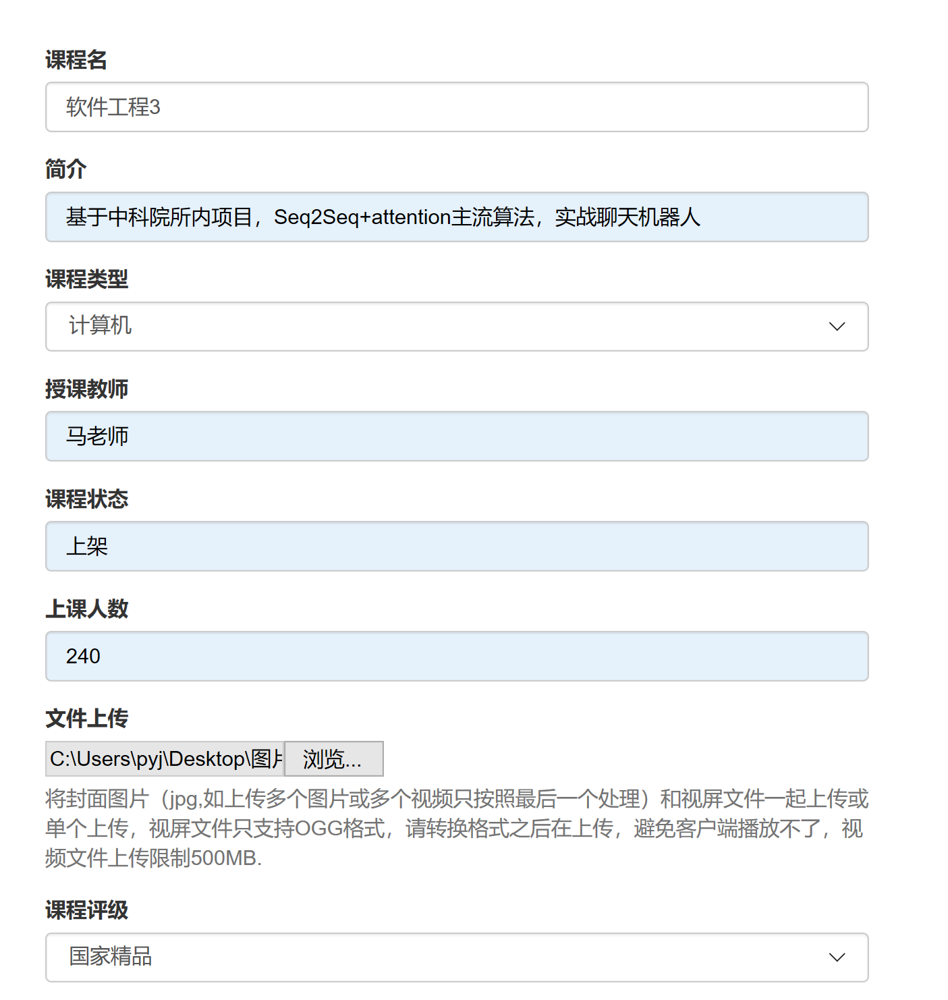 课程名
软件工程3
简介
基于中科院所内项目，Seq2Seq+attention主流算法，实战聊天机器人
课程类型
计算机
授课教师
马老师
课程状态
上架
上课人数
240
文件上传
C:\Users\pyj\Desktop\图片 浏览...
将封面图片（jpg,如上传多个图片或多个视频只按照最后一个处理）和视屏文件一起上传或
单个上传，视屏文件只支持OGG格式，请转换格式之后在上传，避免客户端播放不了，视
频文件上传限制500MB.
课程评级
国家精品